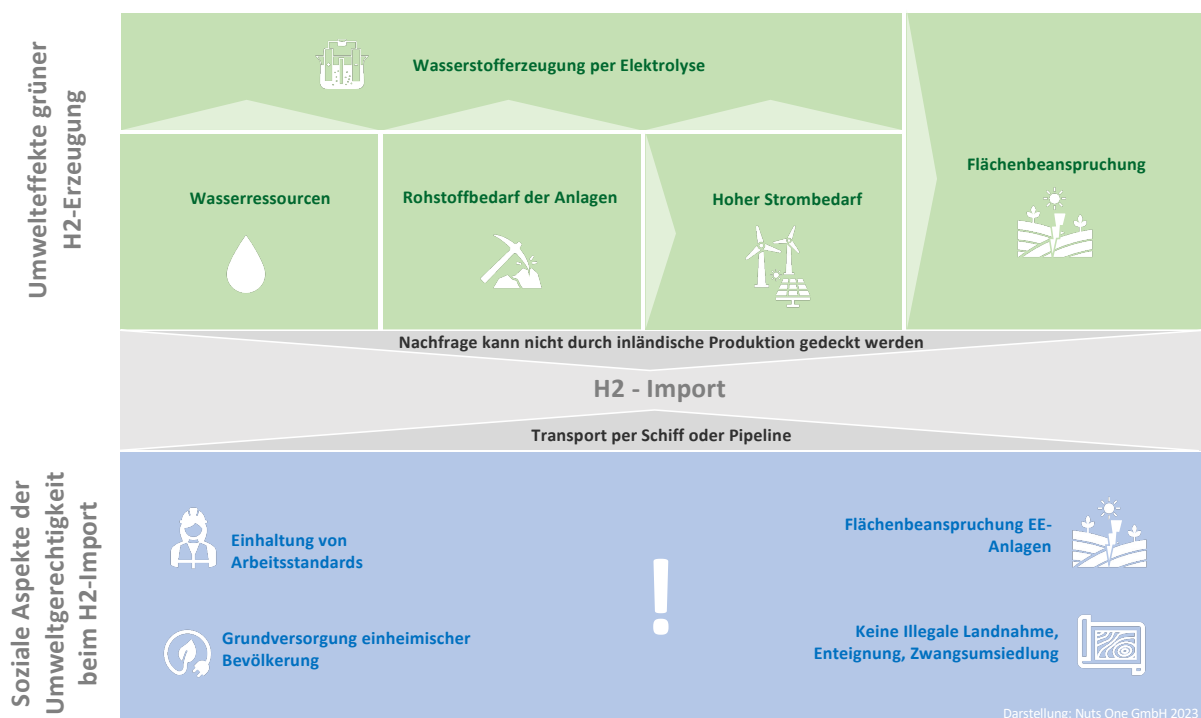 Umwelteffekte grüner
H2-Erzeugung
Wasserstofferzeugung per Elektrolyse
Wasserressourcen
Rohstoffbedarf der Anlagen
Hoher Strombedarf
Flächenbeanspruchung
Nachfrage kann nicht durch inländische Produktion gedeckt werden
H2 - Import
Transport per Schiff oder Pipeline
Soziale Aspekte der
Umweltgerechtigkeit
beim H2-Import
Einhaltung von
Arbeitsstandards
Grundversorgung einheimischer
Bevölkerung
!
Flächenbeanspruchung EE-
Anlagen
Keine Illegale Landnahme,
Enteignung, Zwangsumsiedlung
Darstellung: Nuts One GmbH 2023